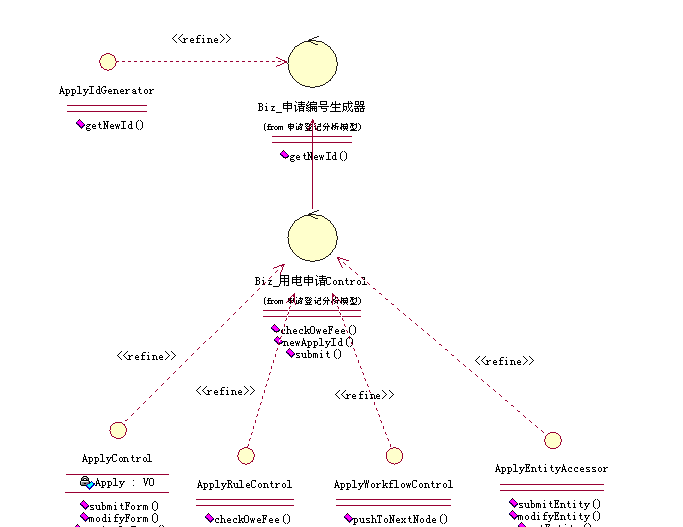 <<refine>>
ApplyIdGenerator
getNewId()
Biz_申请编号生成器
(from 申请登记分析模型)
getNewId()
Biz_用电申请Control
(from 申请登记分析模型)
checkOweFee()
newApplyId()
submit()
<<refine>>
<<refine>>
<<refine>>
<<refine>>
ApplyControl
Apply : VO
submitForm()
modifyForm()
ApplyRuleControl
checkOweFee()
ApplyWorkflowControl
pushToNextNode()
ApplyEntityAccessor
submitEntity()
modifyEntity()